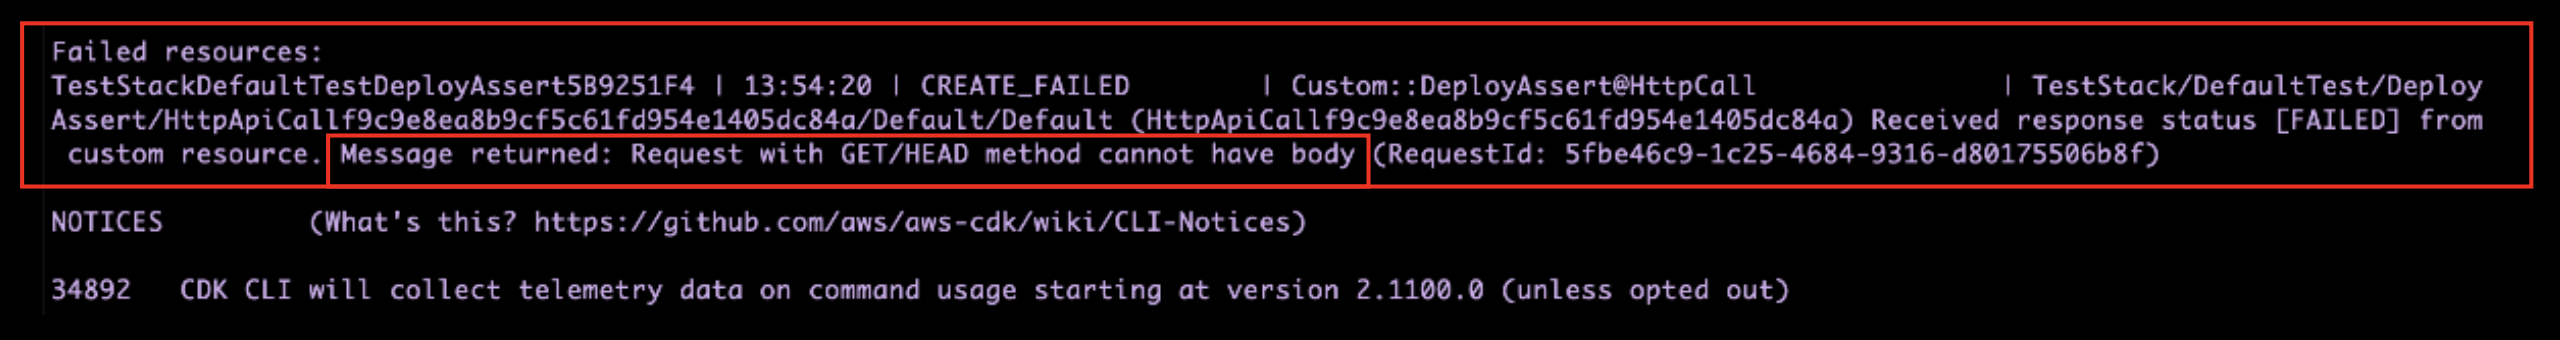 Failed resources:
TestStackDefaultTestDeployAssert5B9251F4 | 13:54:20 | CREATE_FAILED        | Custom::DeployAssert@HttpCall               | TestStack/DefaultTest/Deploy
Assert/HttpApiCallf9c9e8ea8b9cf5c61fd954e1405dc84a/Default/Default (HttpApiCallf9c9e8ea8b9cf5c61fd954e1405dc84a) Received response status [FAILED] from
 custom resource. Message returned: Request with GET/HEAD method cannot have body (RequestId: 5fbe46c9-1c25-4684-9316-d80175506b8f)
NOTICES         (What's this? https://github.com/aws/aws-cdk/wiki/CLI-Notices)
34892   CDK CLI will collect telemetry data on command usage starting at version 2.1100.0 (unless opted out)